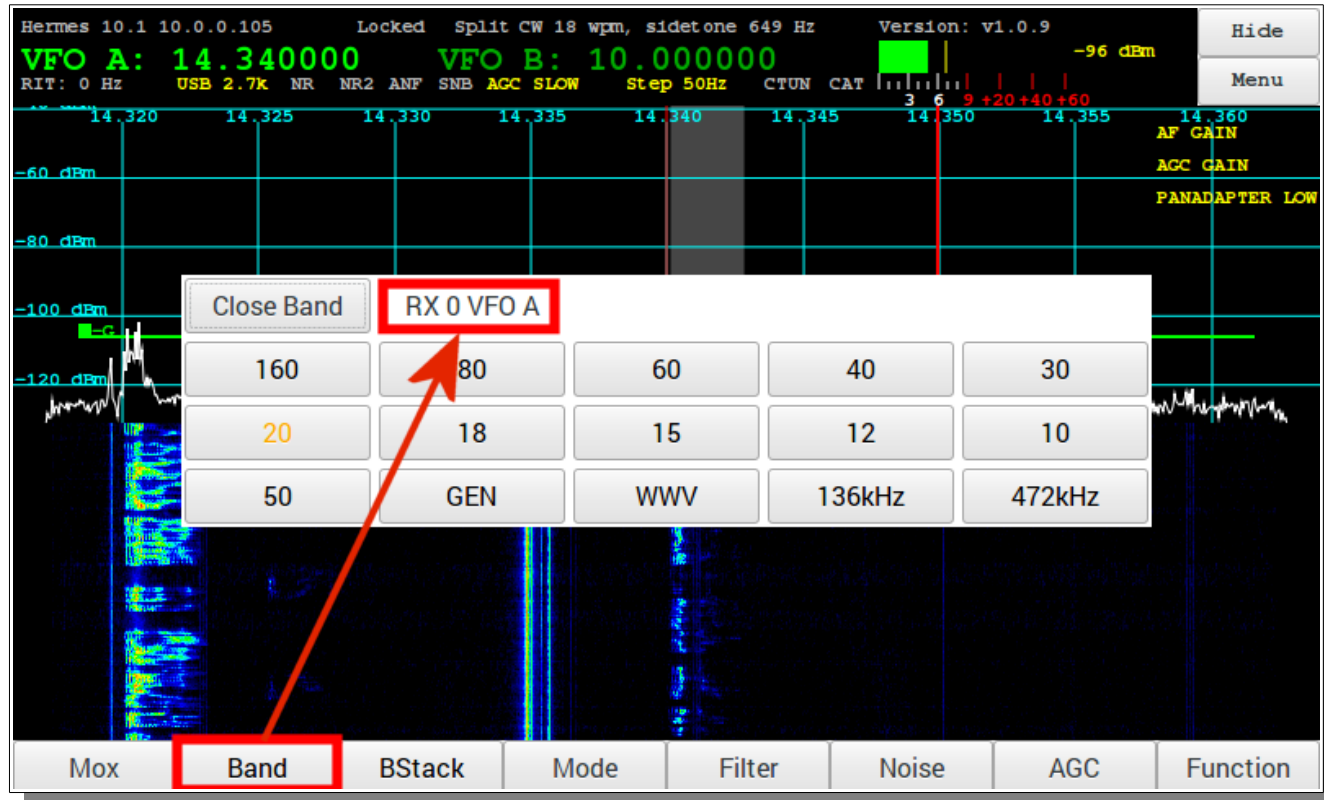 Hermes 10.1 10.0.0.105 Locked Split CW 18 wpm, sidetone 649 Hz Version: v1.0.9 Hide
VFO A: 14.340000 VFO B: 10.000000 -96 dBm
RIT: 0 Hz USB 2.7k NR NR2 ANF SNB AGC SLOW Step 50Hz CTUN CAT Menu
3 6 9 +20 +40 +60
14.320 14.325 14.330 14.335 14.340 14.345 14.350 14.355 14.360
AF GAIN
AGC GAIN
-60 dBm
PANADAPTER LOW
-80 dBm
Close Band RX 0 VFO A
-100 dBm
-G
160 80 60 40 30
-120 dBm
20 18 15 12 10
50 GEN WWV 136kHz 472kHz
Mox Band BStack Mode Filter Noise AGC Function